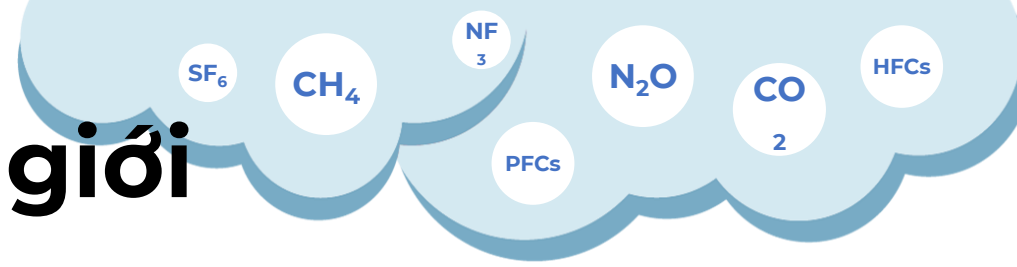 SF₆
CH₄
NF
3
N₂O
CO
2
HFCs
PFCs
giới